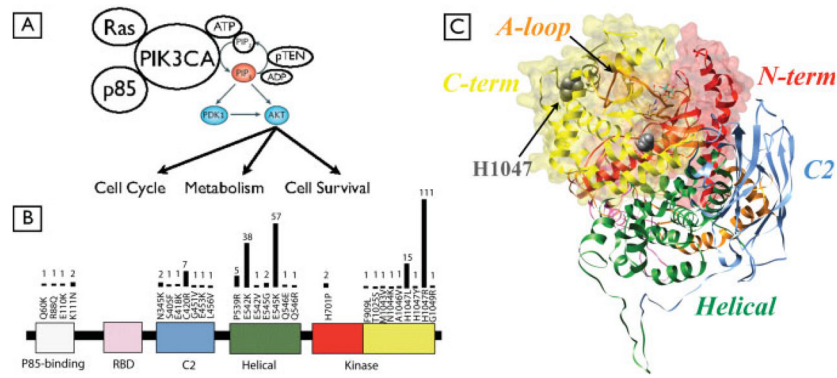 A
Ras
p85
PIK3CA
ATP
PIP
pTEN
ADP
PIP
PDK1
AKT
Cell Cycle Metabolism Cell Survival
B
1 1 1 2
2 1 1 7 1 1 1
5 38 1 2 57 1 1
2
1 1 1 1 1 15 1 111 1
Q60K
R88Q
E110K
K111N
N345K
S405F
E418K
C420R
G451V
E453K
L456V
P539R
E542K
E542V
E545G
E545K
Q546E
Q546R
H701P
F909L
Y1025S
M1043V
N1044K
A1046V
H1047L
H1047Y
H1047R
G1049R
P85-binding
RBD
C2
Helical
Kinase
C
A-loop
C-term
N-term
H1047
C2
Helical